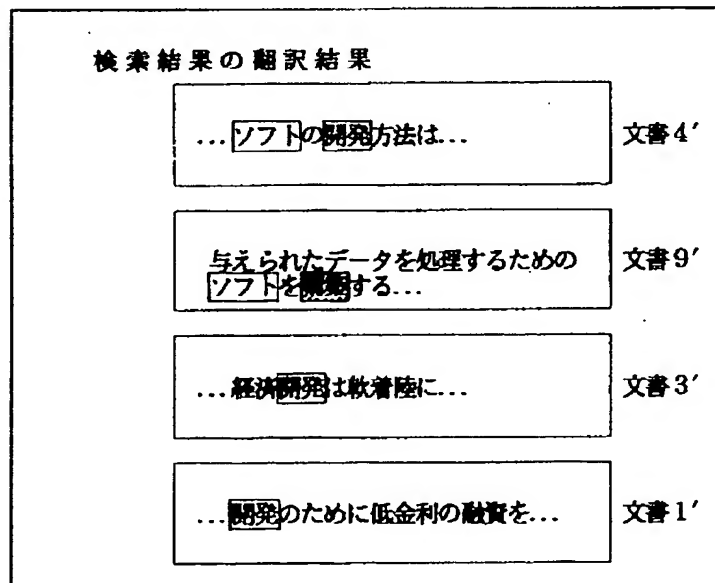 検索結果の翻訳結果
...ソフトの開発方法は...
文書4′
与えられたデータを処理するための
ソフトを する...
文書9′
...経済開発は軟着陸に...
文書3′
...開発のために低金利の融資を...
文書1′